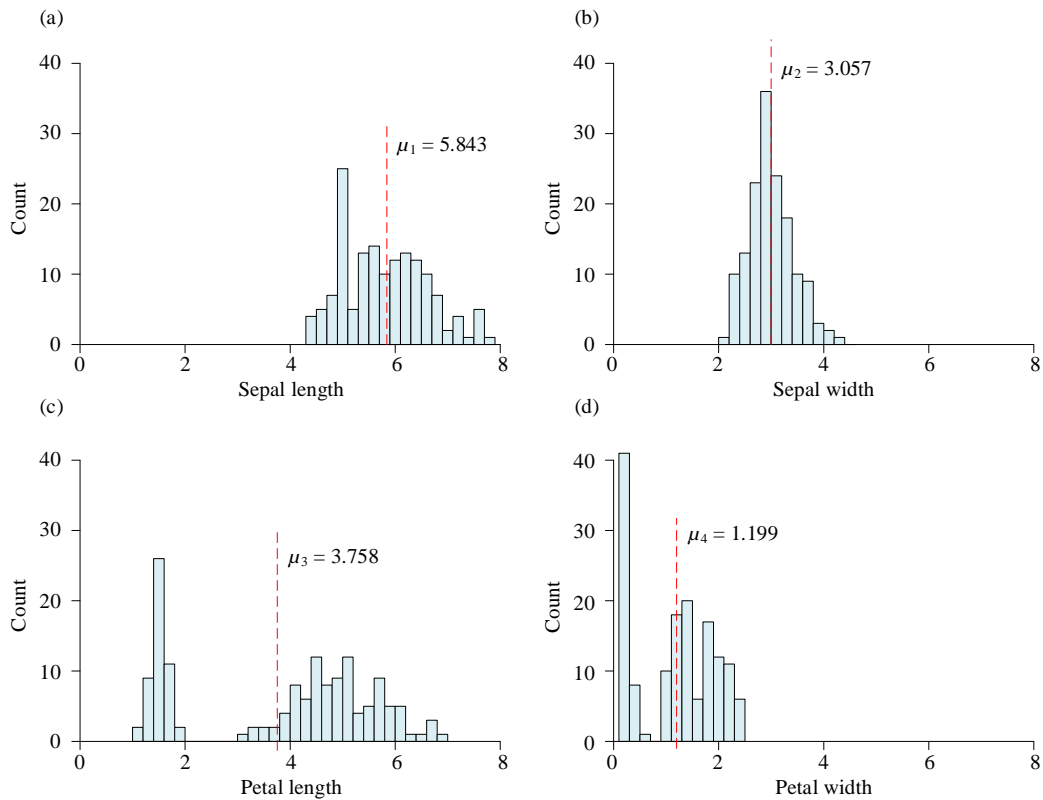 (a)
40
30
20
10
0
Count
μ1 = 5.843
0 2 4 6 8
Sepal length
(b)
40
30
20
10
0
Count
μ2 = 3.057
0 2 4 6 8
Sepal width
(c)
40
30
20
10
0
Count
μ3 = 3.758
0 2 4 6 8
Petal length
(d)
40
30
20
10
0
Count
μ4 = 1.199
0 2 4 6 8
Petal width